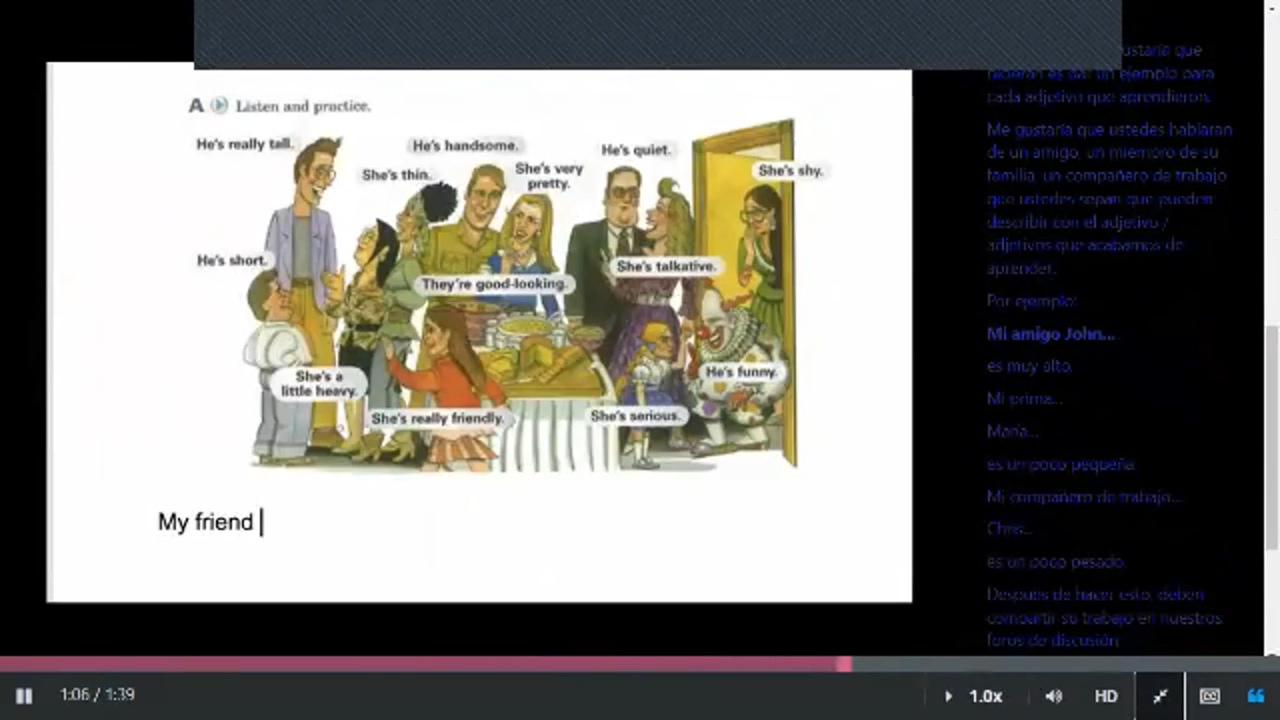 A Listen and practice.
He's really tall.
He's handsome.
He's quiet.
She's thin.
She's very
pretty.
She's shy.
He's short.
They're good-looking.
She's talkative.
She's a
little heavy.
She's really friendly.
She's serious.
He's funny.
My friend
ustaría que
hicieran es dar un ejemplo para
cada adjetivo que aprendieron.
Me gustaría que ustedes hablaran
de un amigo, un miembro de su
familia, un compañero de trabajo
que ustedes sepan que pueden
describir con el adjetivo /
adjetivos que acabamos de
aprender.
Por ejemplo:
Mi amigo John...
es muy alto.
Mi prima...
María...
es un poco pequeña.
Mi compañero de trabajo...
Chris...
es un poco pesado.
Después de hacer esto, deben
compartir su trabajo en nuestros
foros de discusión
1:06 / 1:39
1.0x
HD